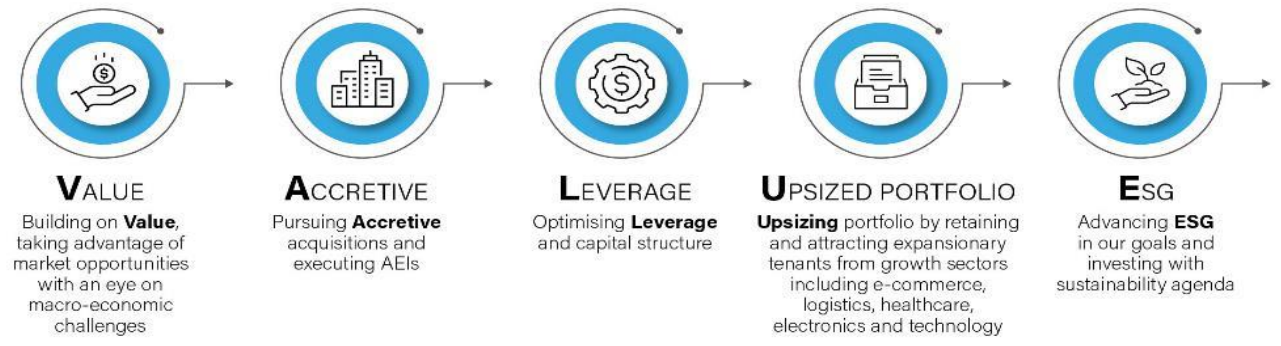 VALUE
Building on Value,
taking advantage of
market opportunities
with an eye on
macro-economic
challenges
ACCRETIVE
Pursuing Accretive
acquisitions and
executing AEIs
LEVERAGE
Optimising Leverage
and capital structure
UPSIZED PORTFOLIO
Upsizing portfolio by retaining
and attracting expansionary
tenants from growth sectors
including e-commerce,
logistics, healthcare,
electronics and technology
ESG
Advancing ESG
in our goals and
investing with
sustainability agenda